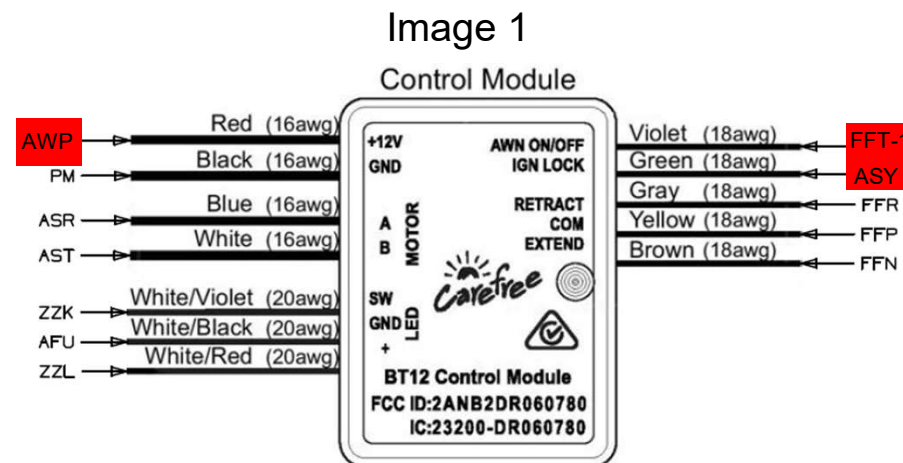 Image 1
Control Module
AWP Red (16awg) +12V
PM Black (16awg) GND
ASR Blue (16awg) A
AST White (16awg) B
MOTOR
ZZK White/Violet (20awg) SW
AFU White/Black (20awg) GND
ZZL White/Red (20awg) +
LED
AWN ON/OFF Violet (18awg) FFT-1
IGN LOCK Green (18awg) ASY
RETRACT Gray (18awg) FFR
COM Yellow (18awg) FFP
EXTEND Brown (18awg) FFN
Carefree
BT12 Control Module
FCC ID:2ANB2DR060780
IC:23200-DR060780